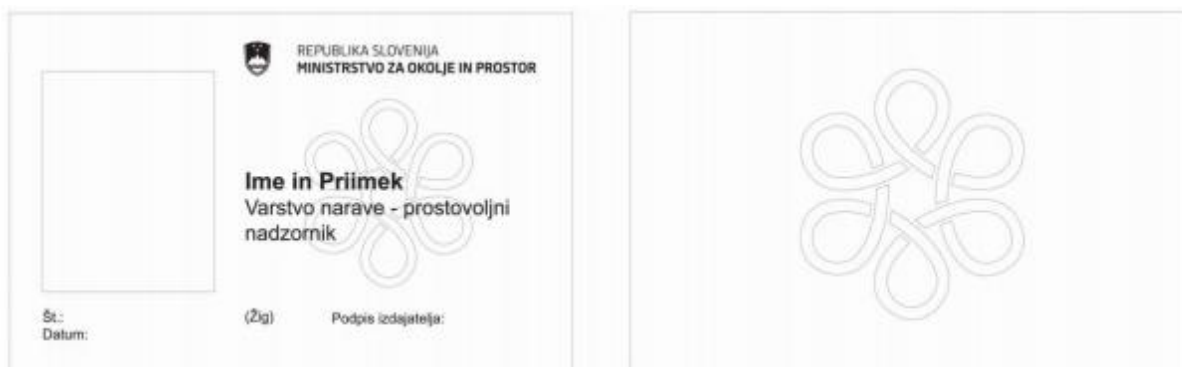 REPUBLIKA SLOVENIJA
MINISTRSTVO ZA OKOLJE IN PROSTOR
Ime in Priimek
Varstvo narave - prostovoljni
nadzornik
Št.:
(Žig)
Podpis izdajatelja:
Datum: